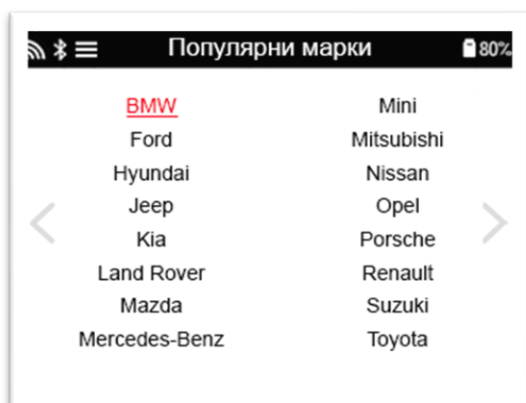 Популярни марки 80%
BMW
Ford
Hyundai
Jeep
Kia
Land Rover
Mazda
Mercedes-Benz
Mini
Mitsubishi
Nissan
Opel
Porsche
Renault
Suzuki
Toyota